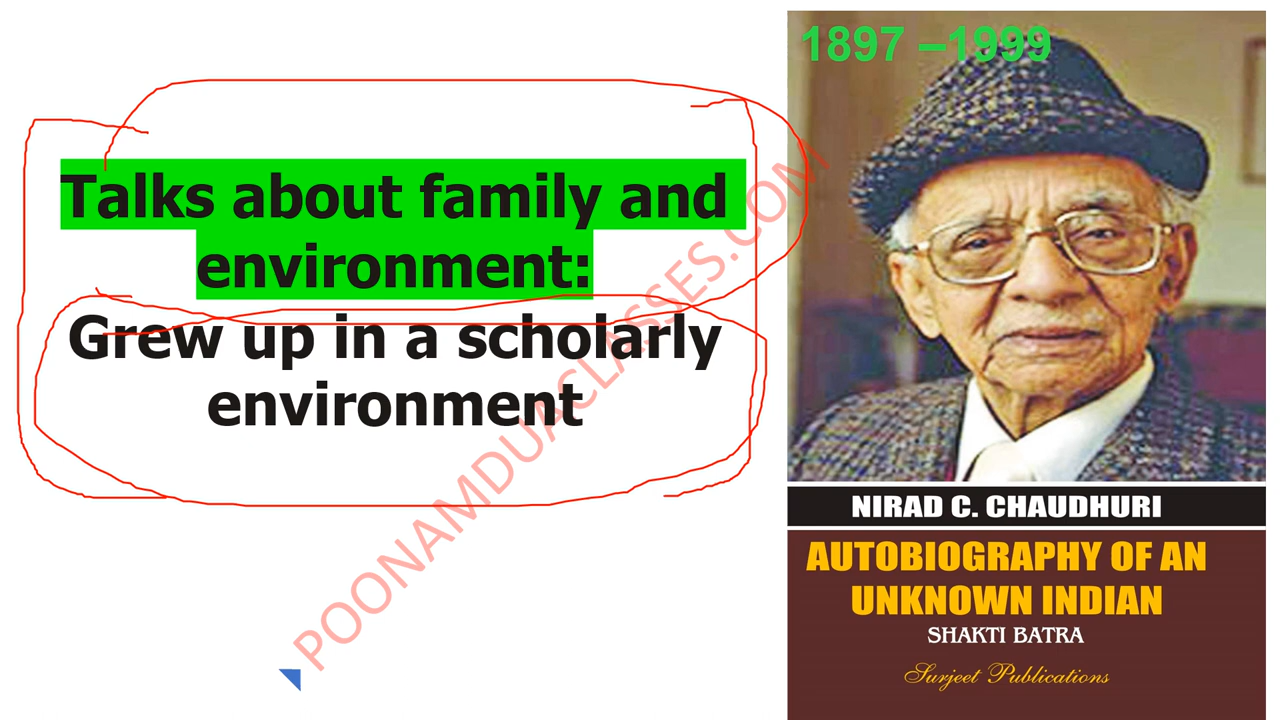 Talks about family and
environment:
Grew up in a scholarly
environment
POONAMDUACLASSES.COM
1897 –1999
NIRAD C. CHAUDHURI
AUTOBIOGRAPHY OF AN
UNKNOWN INDIAN
SHAKTI BATRA
Surjeet Publications